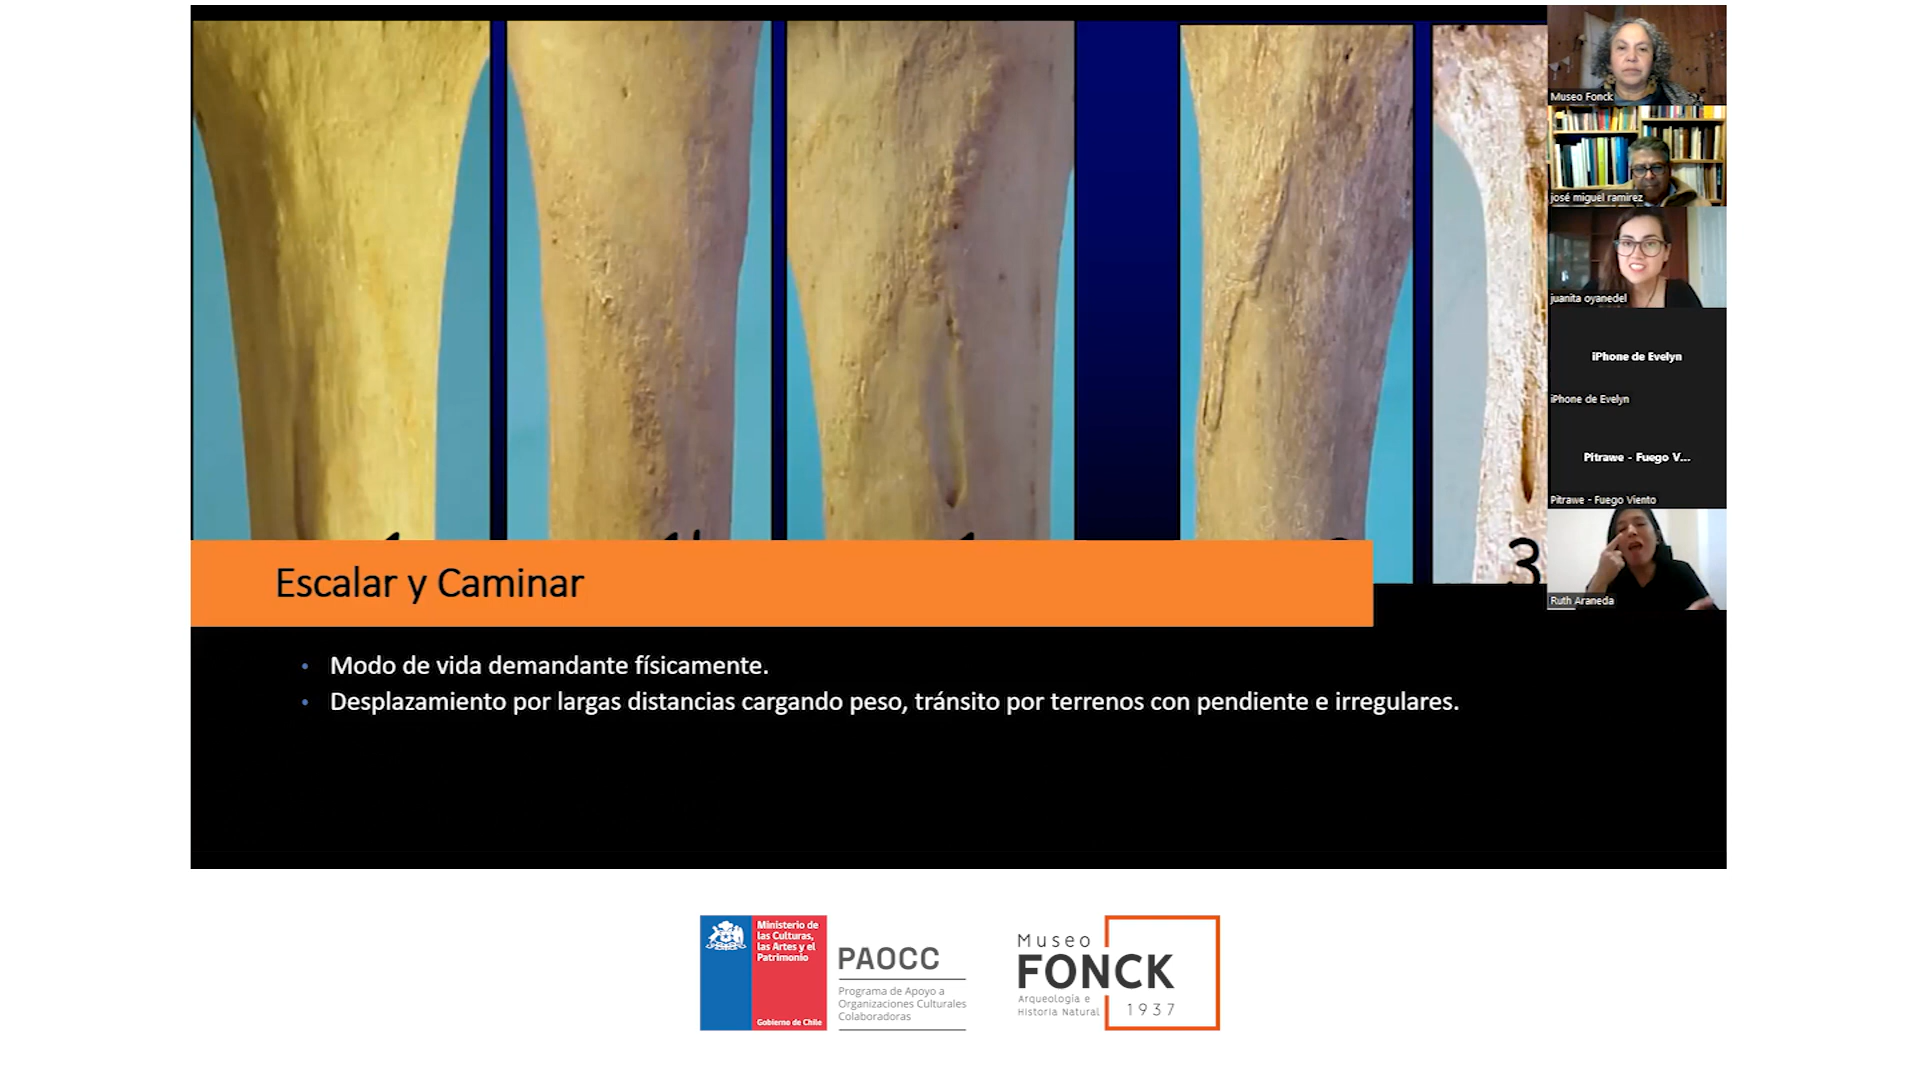 Museo Fonck
josé miguel ramirez
juanita oyanedel
iPhone de Evelyn
iPhone de Evelyn
Pitrawe - Fuego V...
Pitrawe - Fuego Viento
Ruth Araneda
3
Escalar y Caminar
• Modo de vida demandante físicamente.
• Desplazamiento por largas distancias cargando peso, tránsito por terrenos con pendiente e irregulares.
Ministerio de
las Culturas,
las Artes y el
Patrimonio
Gobierno de Chile
PAOCC
Programa de Apoyo a
Organizaciones Culturales
Colaboradoras
Museo
FONCK
Arqueología e
Historia Natural
1937